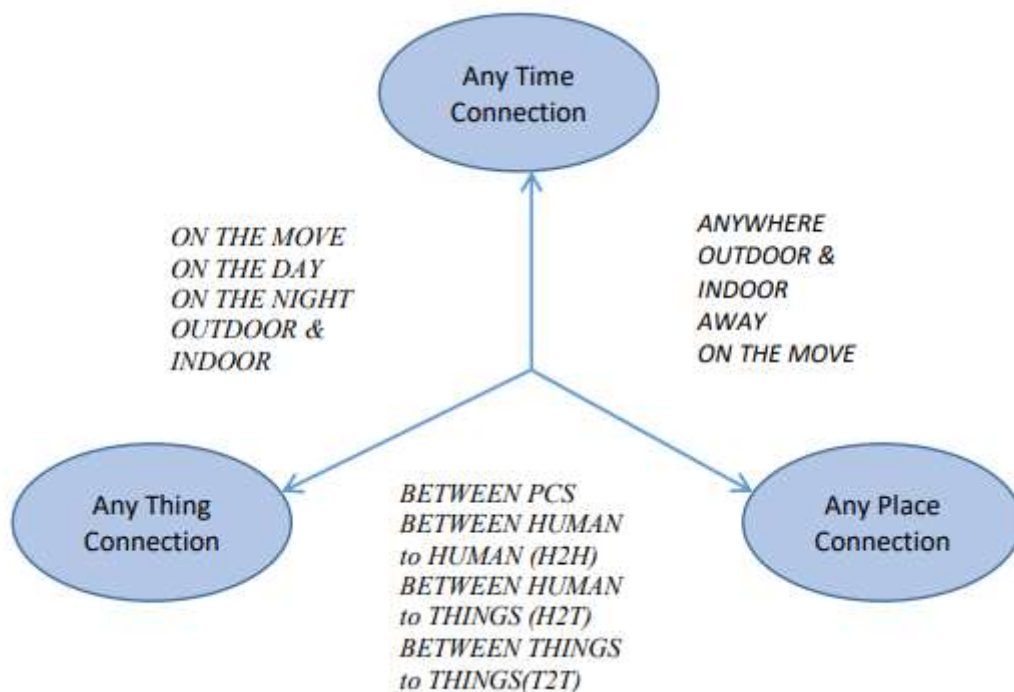 Any Time
Connection
ON THE MOVE
ON THE DAY
ON THE NIGHT
OUTDOOR &
INDOOR
ANYWHERE
OUTDOOR &
INDOOR
AWAY
ON THE MOVE
Any Thing
Connection
BETWEEN PCS
BETWEEN HUMAN
to HUMAN (H2H)
BETWEEN HUMAN
to THINGS (H2T)
BETWEEN THINGS
to THINGS(T2T)
Any Place
Connection